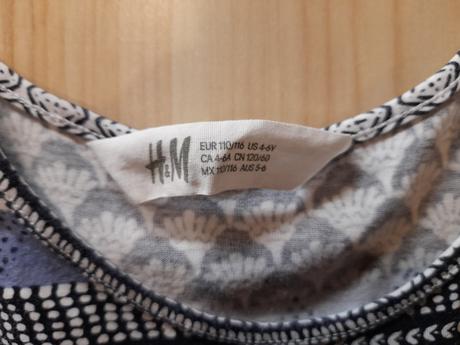 H&M
EUR 110/116 US 4-6Y
CA 4-6A CN 120/60
MX 110/116 AUS 5-6